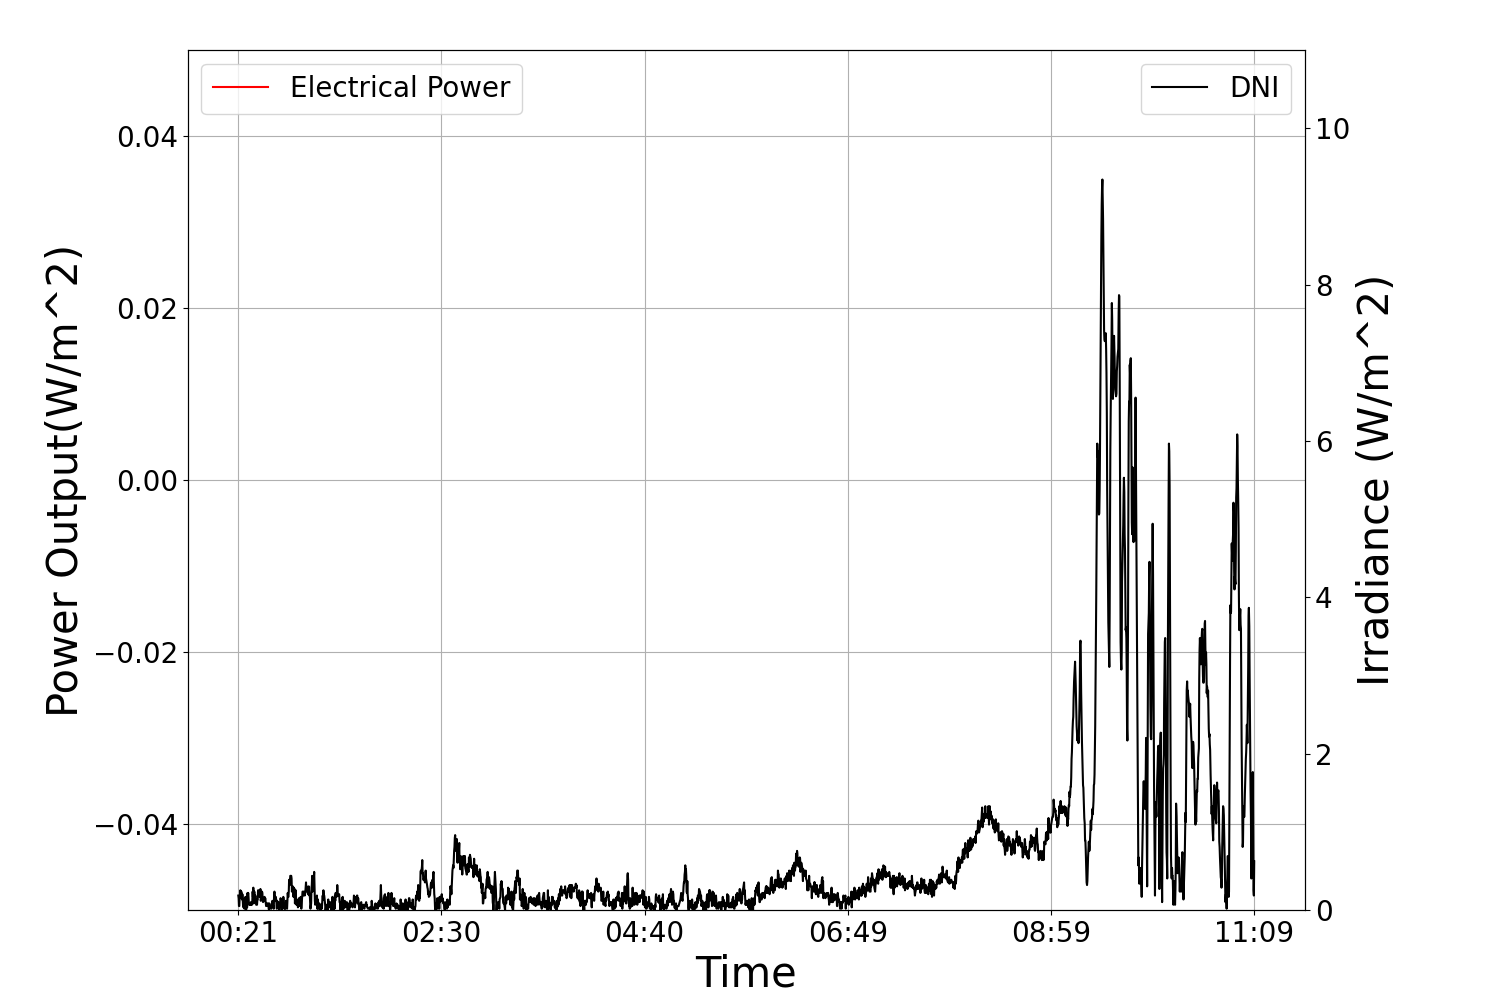 Electrical Power
DNI
Power Output(W/m^2)
0.04
0.02
0.00
−0.02
−0.04
10
8
6
4
2
0
Irradiance (W/m^2)
00:21 02:30 04:40 06:49 08:59 11:09
Time